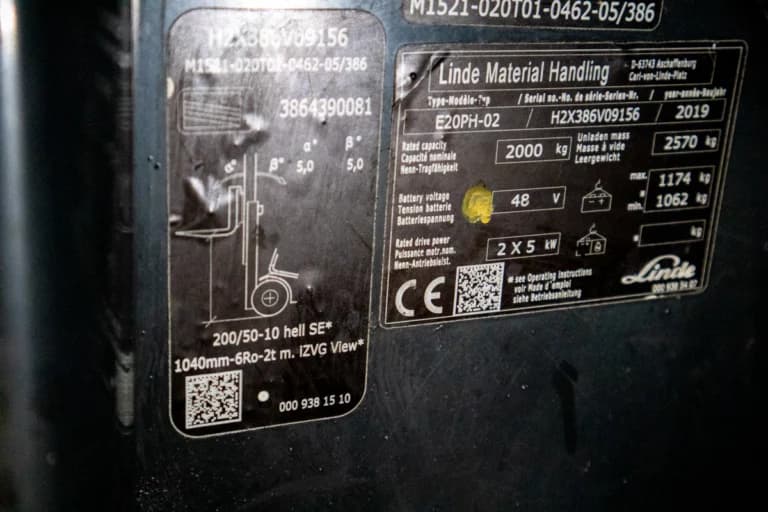 M1521-020T01-0462-05/386
H2X386V09156
M1521-020T01-0462-05/386
3864390081
α° β°
α° β° 5,0 5,0
200/50-10 hell SE*
1040mm-6Ro-2t m. IZVG View*
000 938 15 10
Linde Material Handling
D-63743 Aschaffenburg
Carl-von-Linde-Platz
Type-Modèle-Typ / Serial no.-No. de série-Serien-Nr. / year-année-Baujahr
E20PH-02 / H2X386V09156 / 2019
Rated capacity
Capacité nominale
Nenn-Tragfähigkeit
2000 kg
Unladen mass
Masse à vide
Leergewicht
2570 kg
Battery voltage
Tension batterie
Batteriespannung
48 V
max. 1174 kg
* min. 1062 kg
Rated drive power
Puissance motr.nom.
Nenn-Antriebsleist.
2 X 5 kW
* kg
CE
* see Operating Instructions
voir Mode d'emploi
siehe Betriebsanleitung
Linde